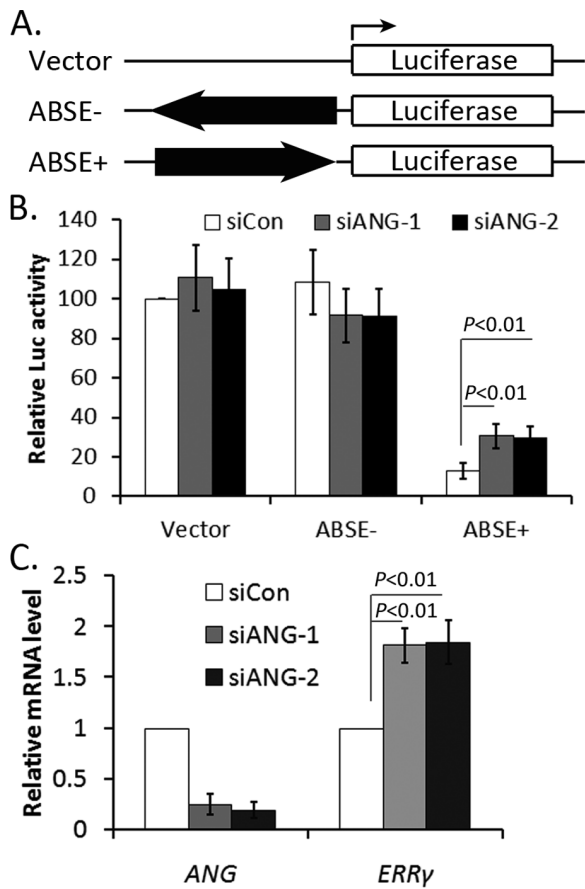 A.
Vector
Luciferase
ABSE-
Luciferase
ABSE+
Luciferase
B.
siCon siANG-1 siANG-2
Relative Luc activity
140
120
100
80
60
40
20
0
P<0.01
P<0.01
Vector ABSE- ABSE+
C.
siCon
siANG-1
siANG-2
Relative mRNA level
2.5
2
1.5
1
0.5
0
P<0.01
P<0.01
ANG ERRγ